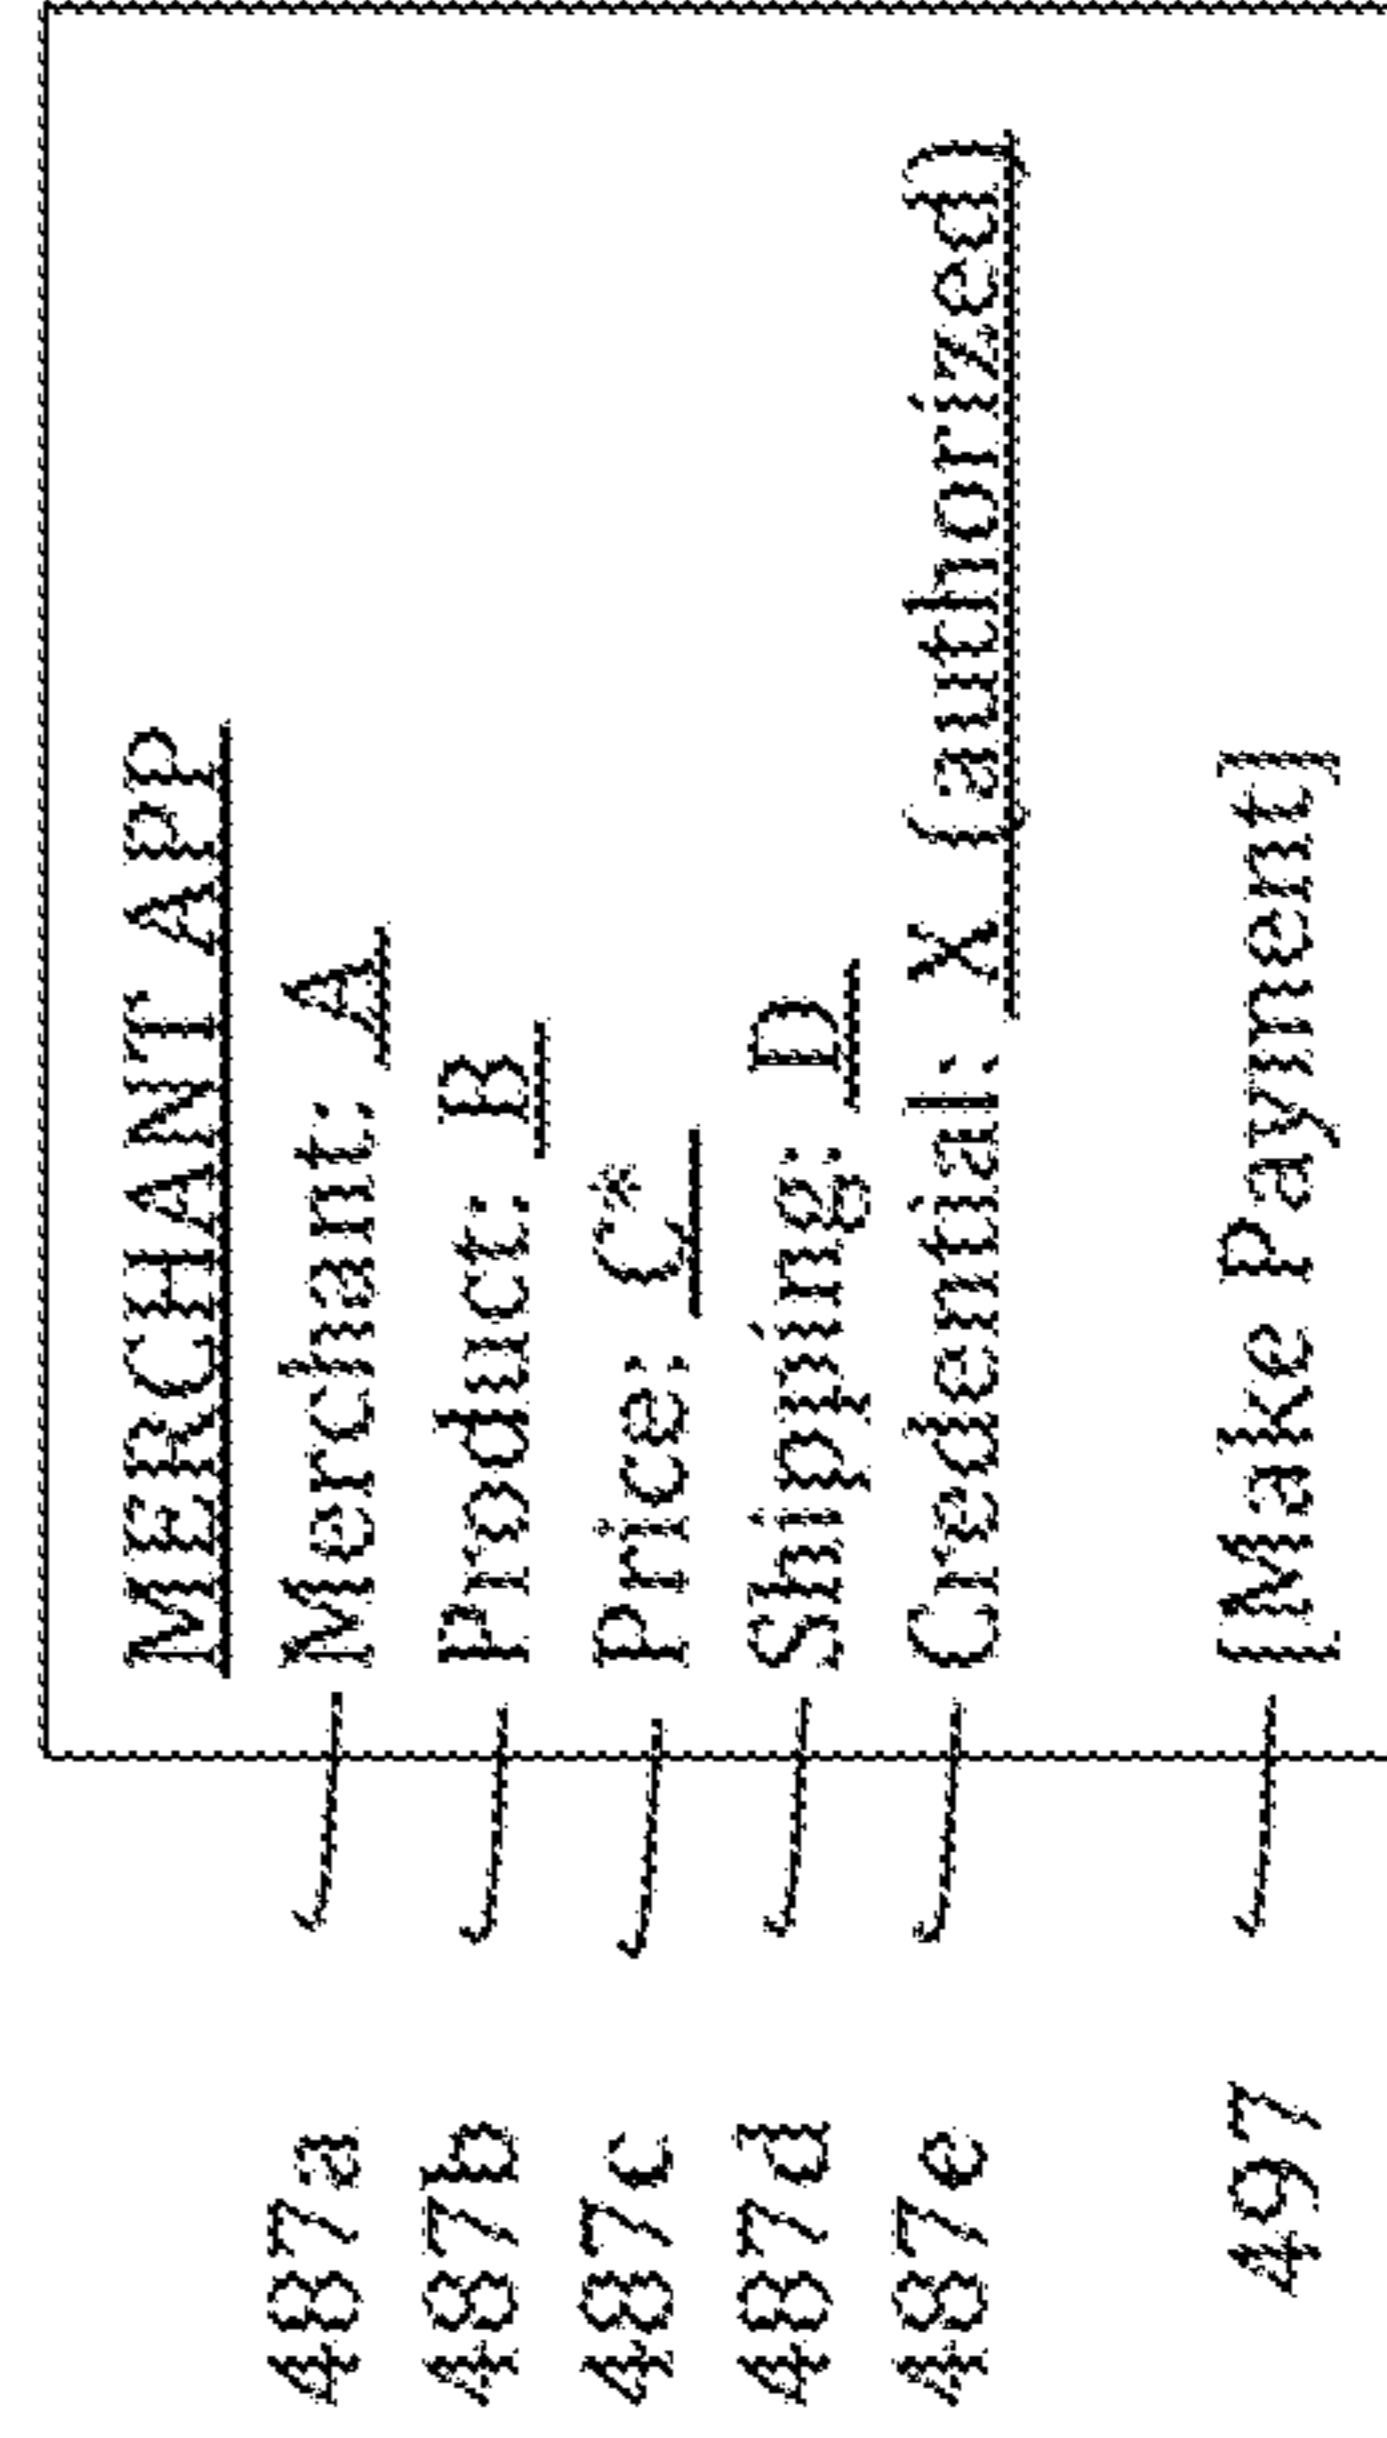 MERCHANT APP
487a Merchant: A
487b Product: B
487c Price: C*
487d Shipping: D
487e Credential: X (authorized)
497 [Make Payment]